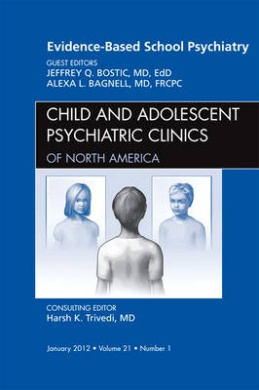 Evidence-Based School Psychiatry
GUEST EDITORS
JEFFREY Q. BOSTIC, MD, EdD
ALEXA L. BAGNELL, MD, FRCPC
CHILD AND ADOLESCENT
PSYCHIATRIC CLINICS
OF NORTH AMERICA
CONSULTING EDITOR
Harsh K. Trivedi, MD
January 2012 • Volume 21 • Number 1